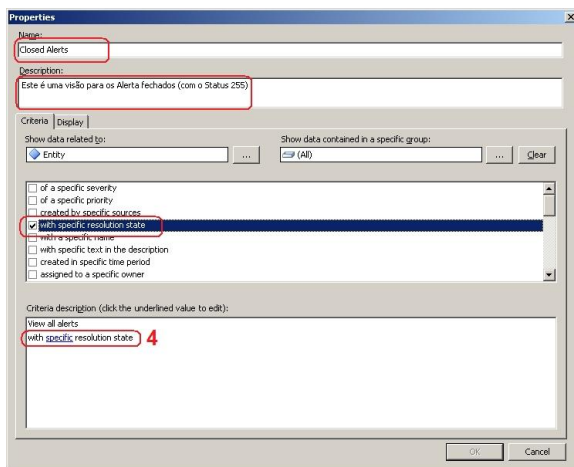 Properties
Name:
Closed Alerts
Description:
Este é uma visão para os Alerta fechados (com o Status 255)
Criteria Display
Show data related to:
Show data contained in a specific group:
Entity ... (All) ... Clear
of a specific severity
of a specific priority
created by specific sources
with specific resolution state
with a specific name
with specific text in the description
created in specific time period
assigned to a specific owner
Criteria description (click the underlined value to edit):
View all alerts
with specific resolution state 4
OK Cancel